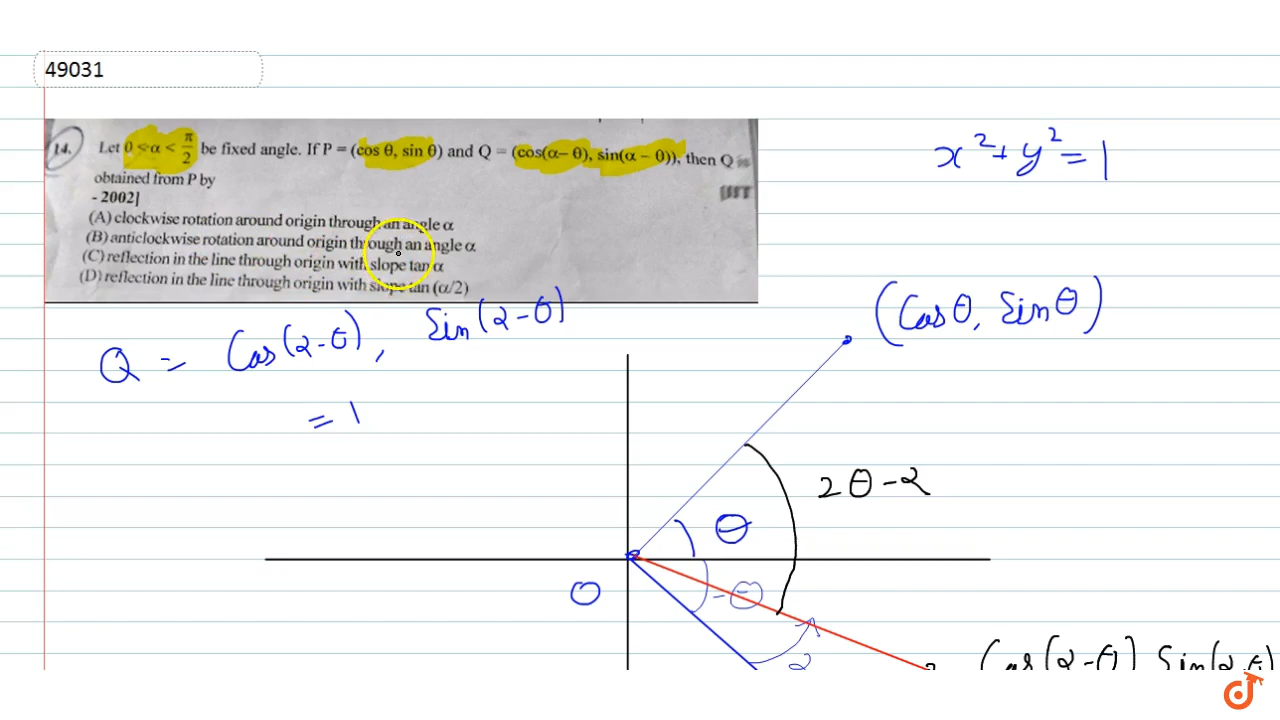 49031
14. Let 0 < α < π/2 be fixed angle. If P = (cos θ, sin θ) and Q = (cos(α− θ), sin(α − θ)), then Q is
obtained from P by
- 2002]
(A) clockwise rotation around origin through an angle α
(B) anticlockwise rotation around origin through an angle α
(C) reflection in the line through origin with slope tan α
(D) reflection in the line through origin with slope tan (α/2)
x² + y² = 1
Q = Cos(α-θ), Sin(α-θ)
= 1
(Cosθ, Sinθ)
2θ-α
θ
O
-θ
α
Cos(α-θ) Sin(α-θ)